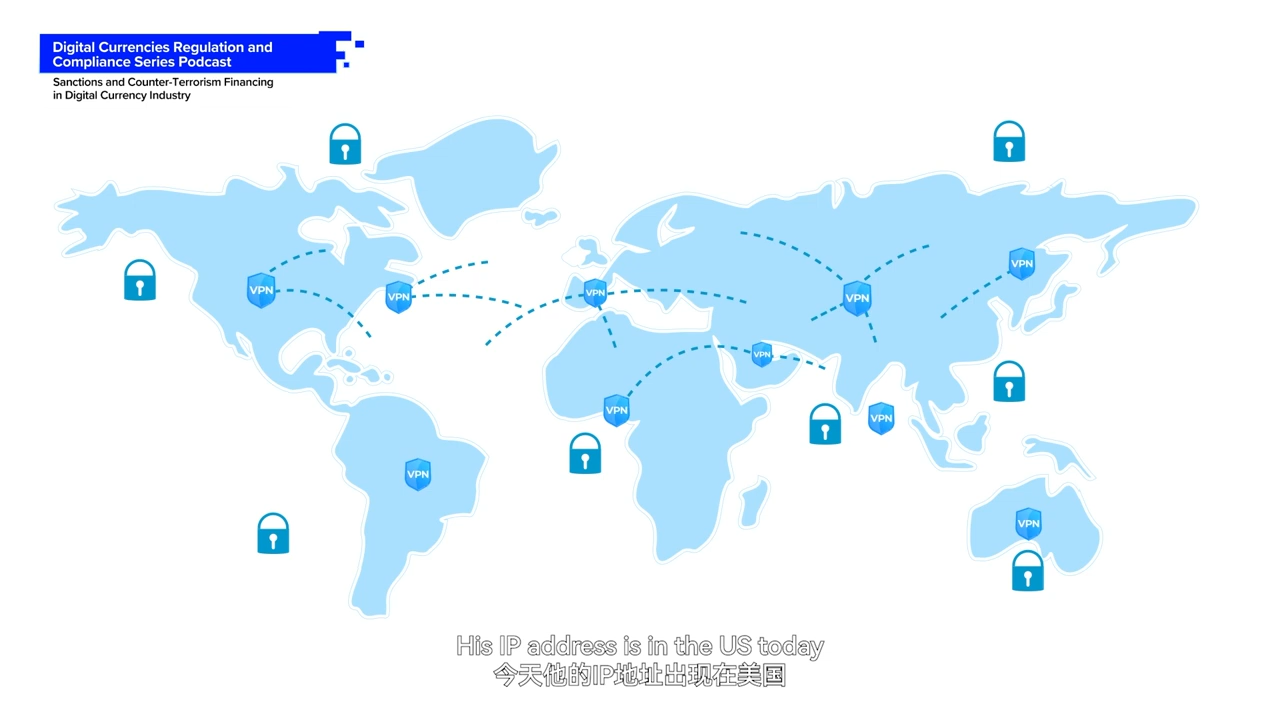 Digital Currencies Regulation and
Compliance Series Podcast
Sanctions and Counter-Terrorism Financing
in Digital Currency Industry
VPN
VPN
VPN
VPN
VPN
VPN
VPN
VPN
VPN
VPN
His IP address is in the US today
今天他的IP地址出现在美国